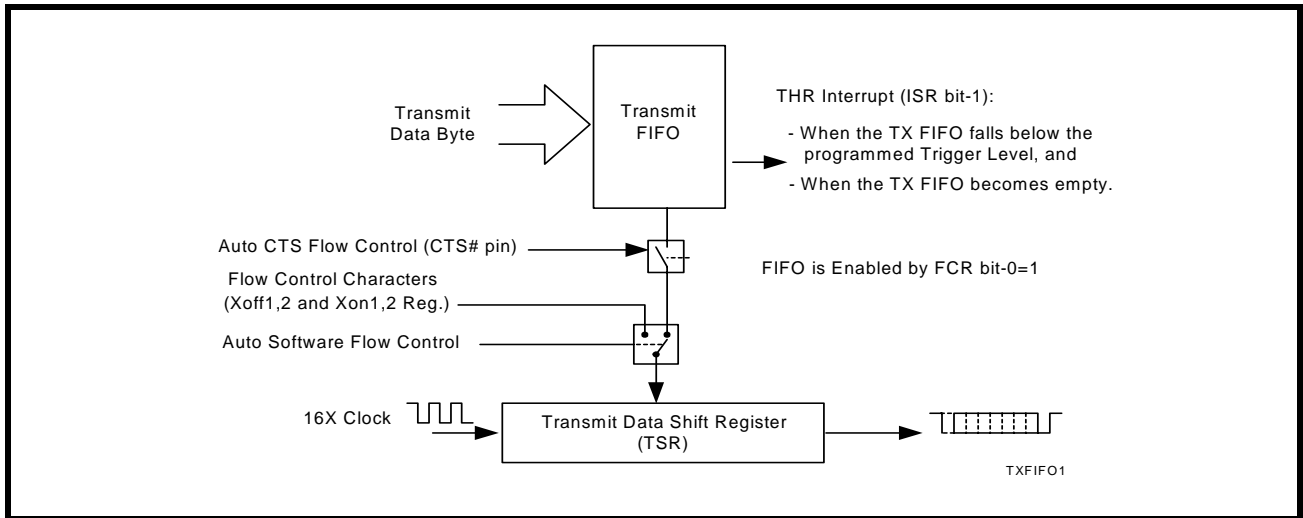 Transmit
Data Byte
Transmit
FIFO
THR Interrupt (ISR bit-1):
- When the TX FIFO falls below the
programmed Trigger Level, and
- When the TX FIFO becomes empty.
Auto CTS Flow Control (CTS# pin)
FIFO is Enabled by FCR bit-0=1
Flow Control Characters
(Xoff1,2 and Xon1,2 Reg.)
Auto Software Flow Control
16X Clock
Transmit Data Shift Register
(TSR)
TXFIFO1